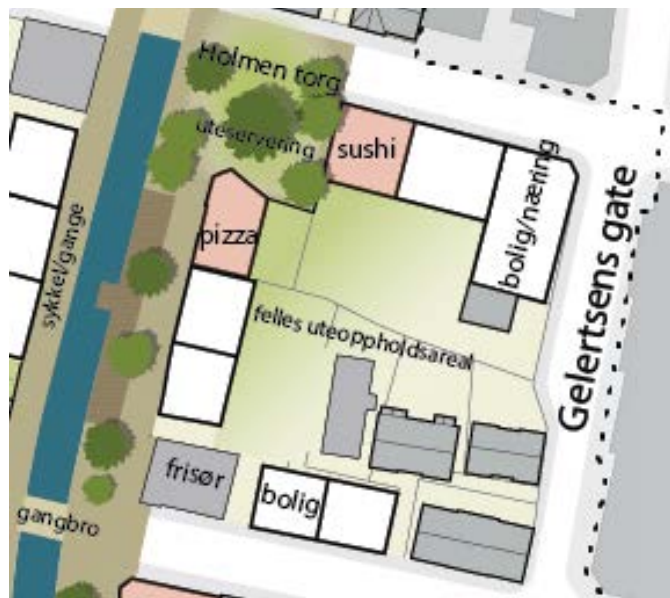 Holmen torg
uteservering
sushi
bolig/næring
pizza
sykkel/gange
Gelertsens gate
felles uteoppholdsareal
frisør
bolig
gangbro